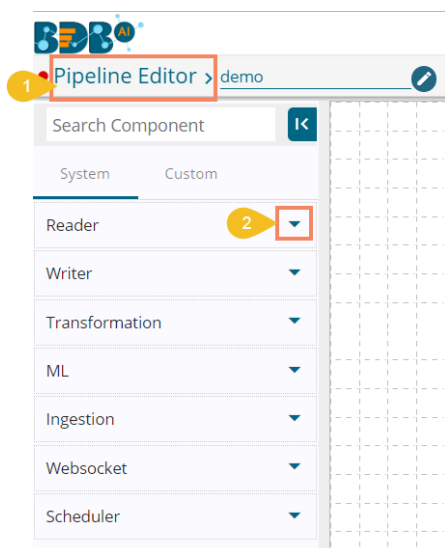 BDB AI
1
Pipeline Editor > demo
Search Component
System Custom
Reader
2
Writer
Transformation
ML
Ingestion
Websocket
Scheduler